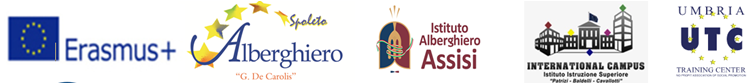 Erasmus+
Spoleto
Alberghiero
"G. De Carolis"
Istituto
Alberghiero
Assisi
INTERNATIONAL CAMPUS
Istituto Istruzione Superiore
"Patrizi - Baldelli - Cavallotti"
UMBRIA
UTC
TRAINING CENTER